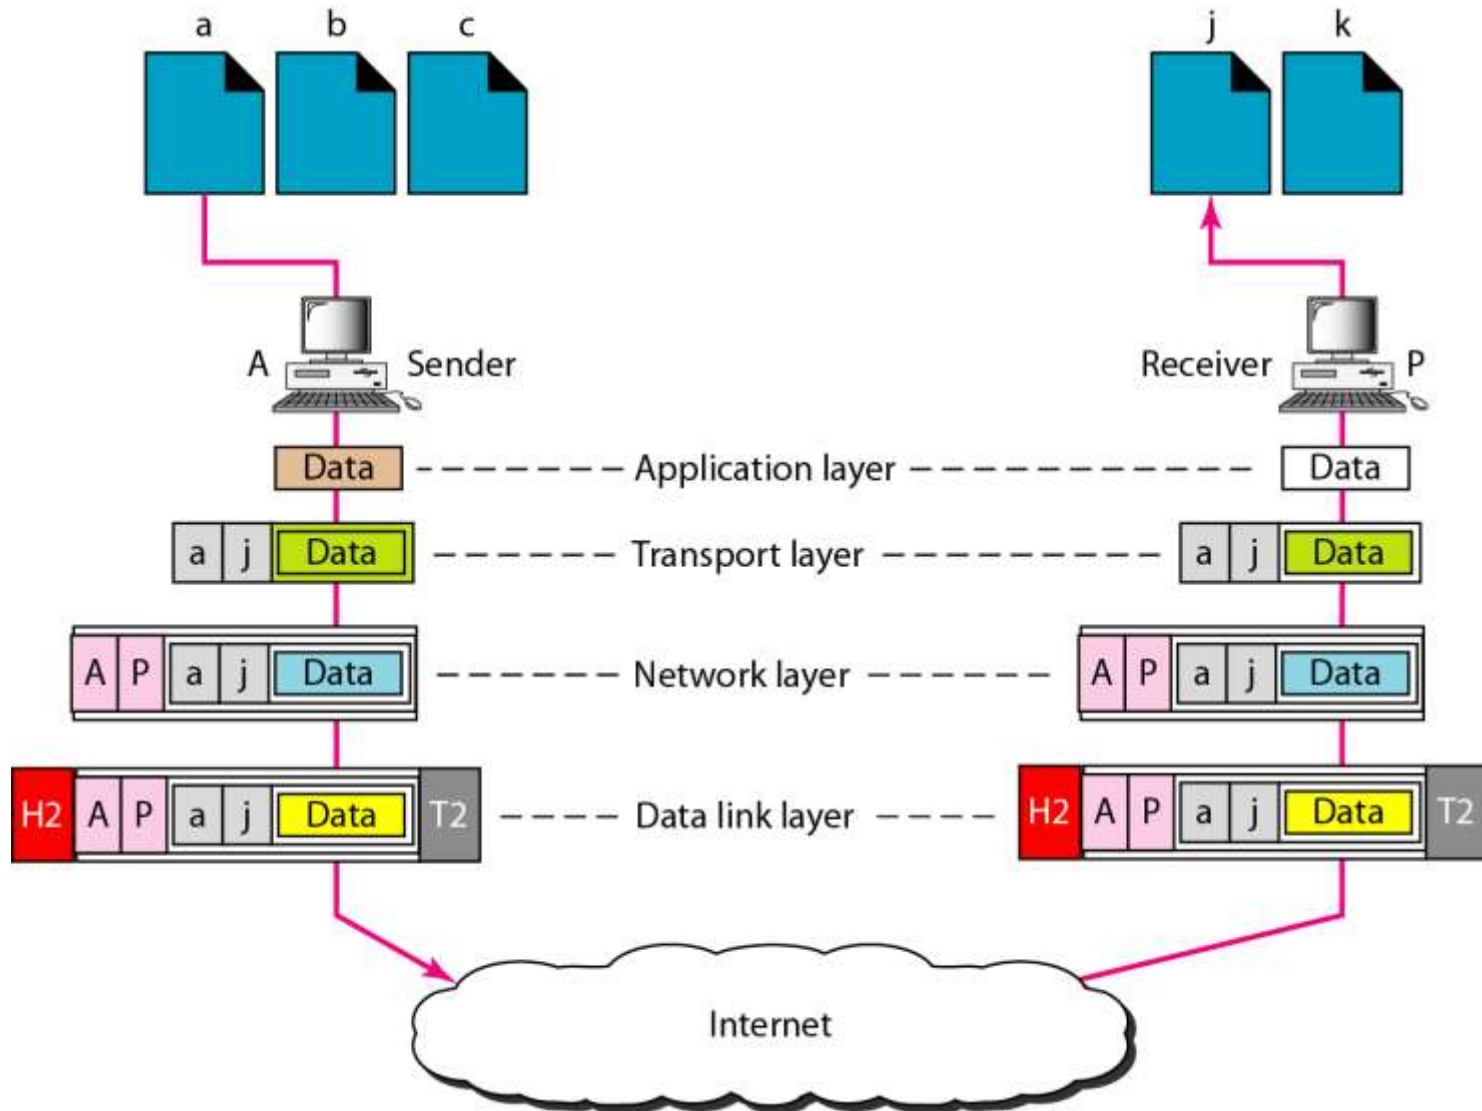 a b c j k
A Sender Receiver P
Data Application layer Data
a j Data Transport layer a j Data
A P a j Data Network layer A P a j Data
H2 A P a j Data T2 Data link layer H2 A P a j Data T2
Internet